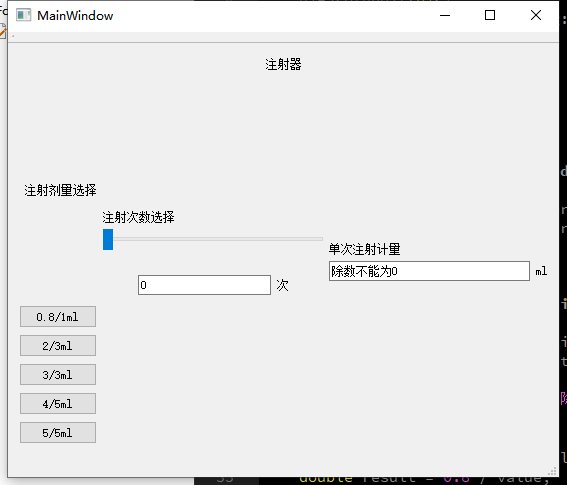 MainWindow
注射器
注射剂量选择
注射次数选择
单次注射计量
除数不能为0 ml
0 次
0.8/1ml
2/3ml
3/3ml
4/5ml
5/5ml
double result = 0.8 / value;